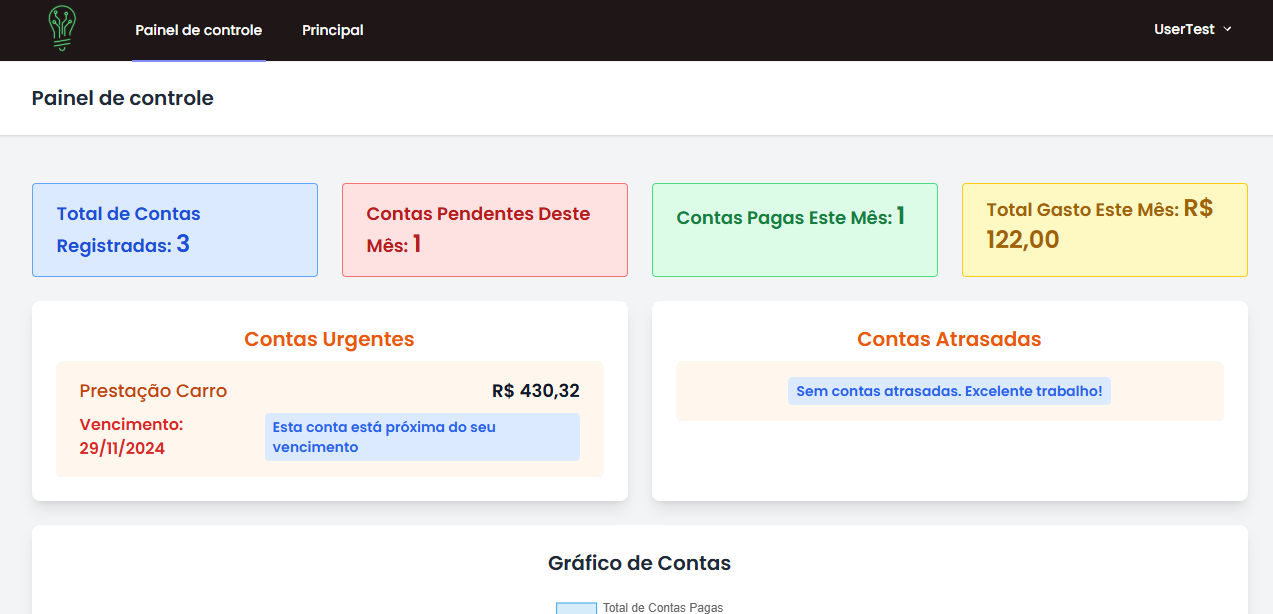 Painel de controle
Principal
UserTest
Painel de controle
Total de Contas
Registradas: 3
Contas Pendentes Deste
Mês: 1
Contas Pagas Este Mês: 1
Total Gasto Este Mês: R$
122,00
Contas Urgentes
Prestação Carro
R$ 430,32
Vencimento:
29/11/2024
Esta conta está próxima do seu
vencimento
Contas Atrasadas
Sem contas atrasadas. Excelente trabalho!
Gráfico de Contas
Total de Contas Pagas